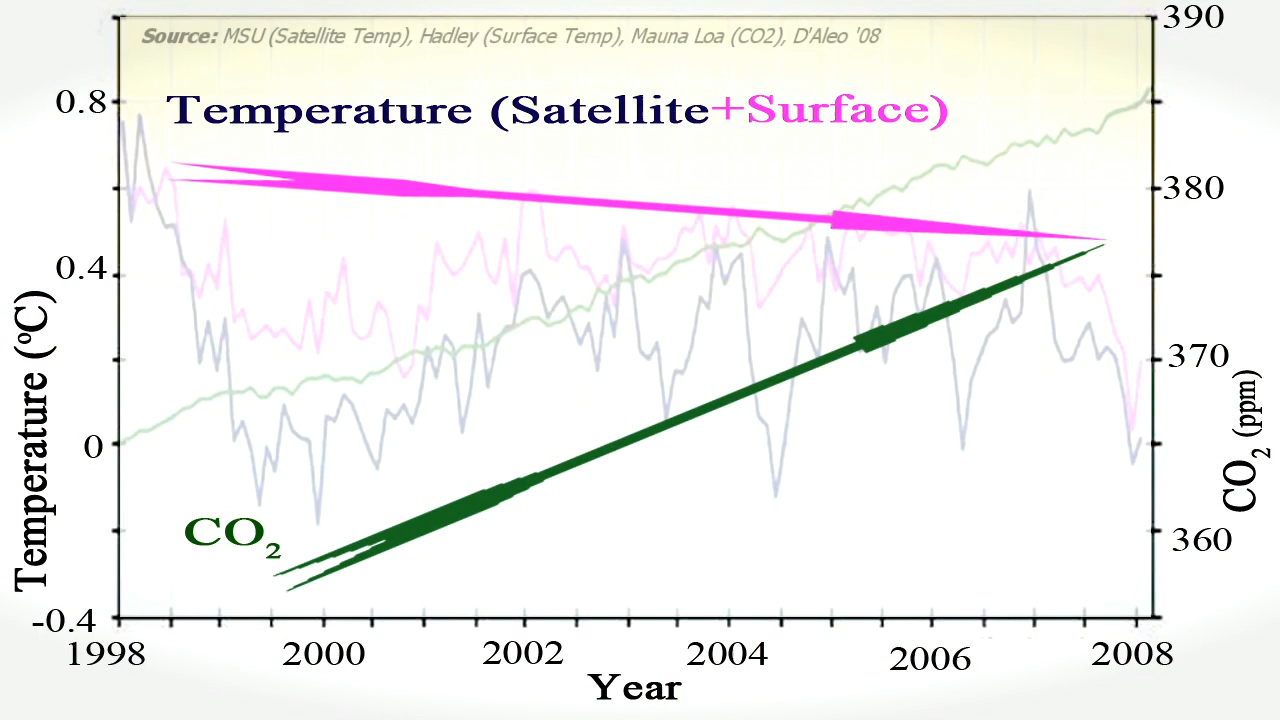 390
Source: MSU (Satellite Temp), Hadley (Surface Temp), Mauna Loa (CO2), D'Aleo '08
0.8
Temperature (Satellite+Surface)
380
0.4
Temperature (ºC)
370
0
CO2 (ppm)
CO2
360
-0.4
1998 2000 2002 2004 2006 2008
Year